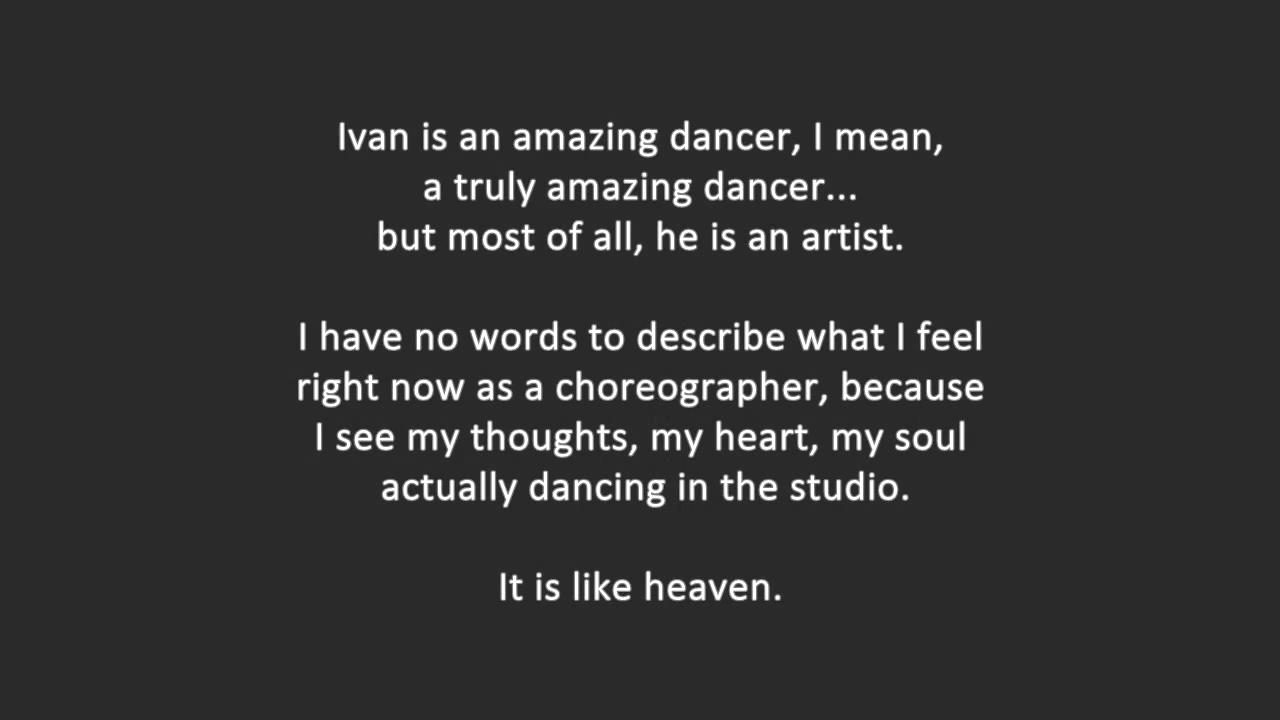 Ivan is an amazing dancer, I mean,
a truly amazing dancer...
but most of all, he is an artist.
I have no words to describe what I feel
right now as a choreographer, because
I see my thoughts, my heart, my soul
actually dancing in the studio.
It is like heaven.